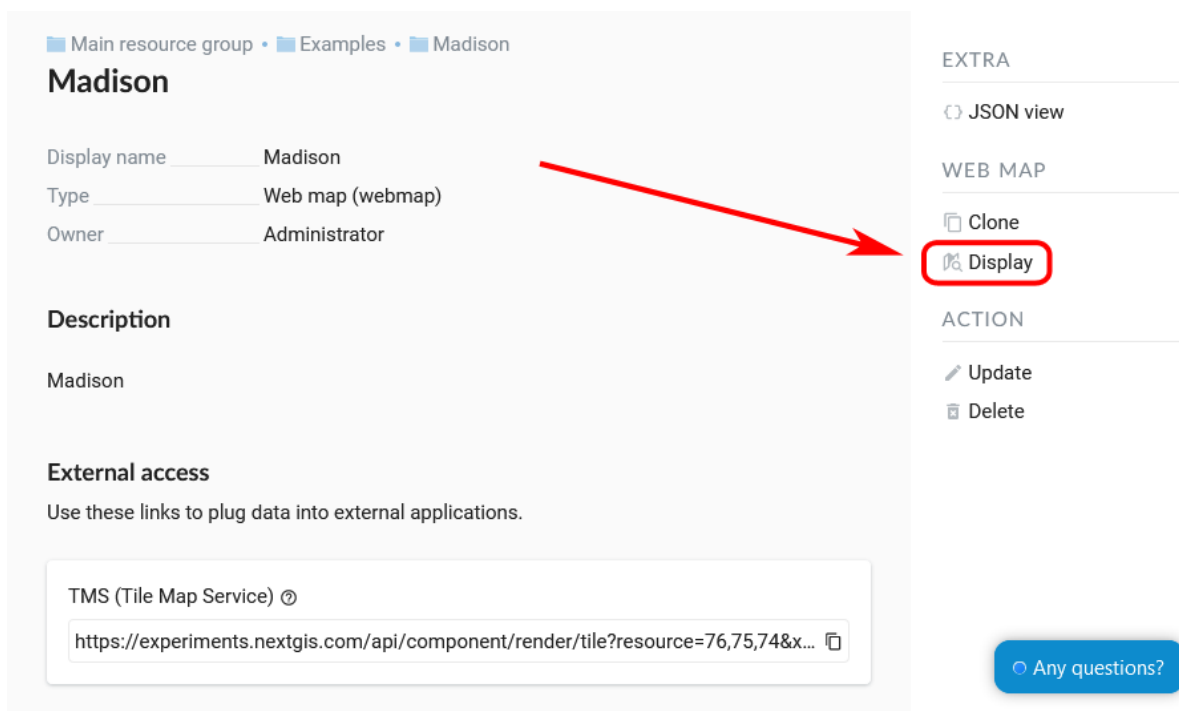 Main resource group • Examples • Madison
Madison
Display name Madison
Type Web map (webmap)
Owner Administrator
Description
Madison
External access
Use these links to plug data into external applications.
TMS (Tile Map Service)
https://experiments.nextgis.com/api/component/render/tile?resource=76,75,74&x...
EXTRA
JSON view
WEB MAP
Clone
Display
ACTION
Update
Delete
Any questions?